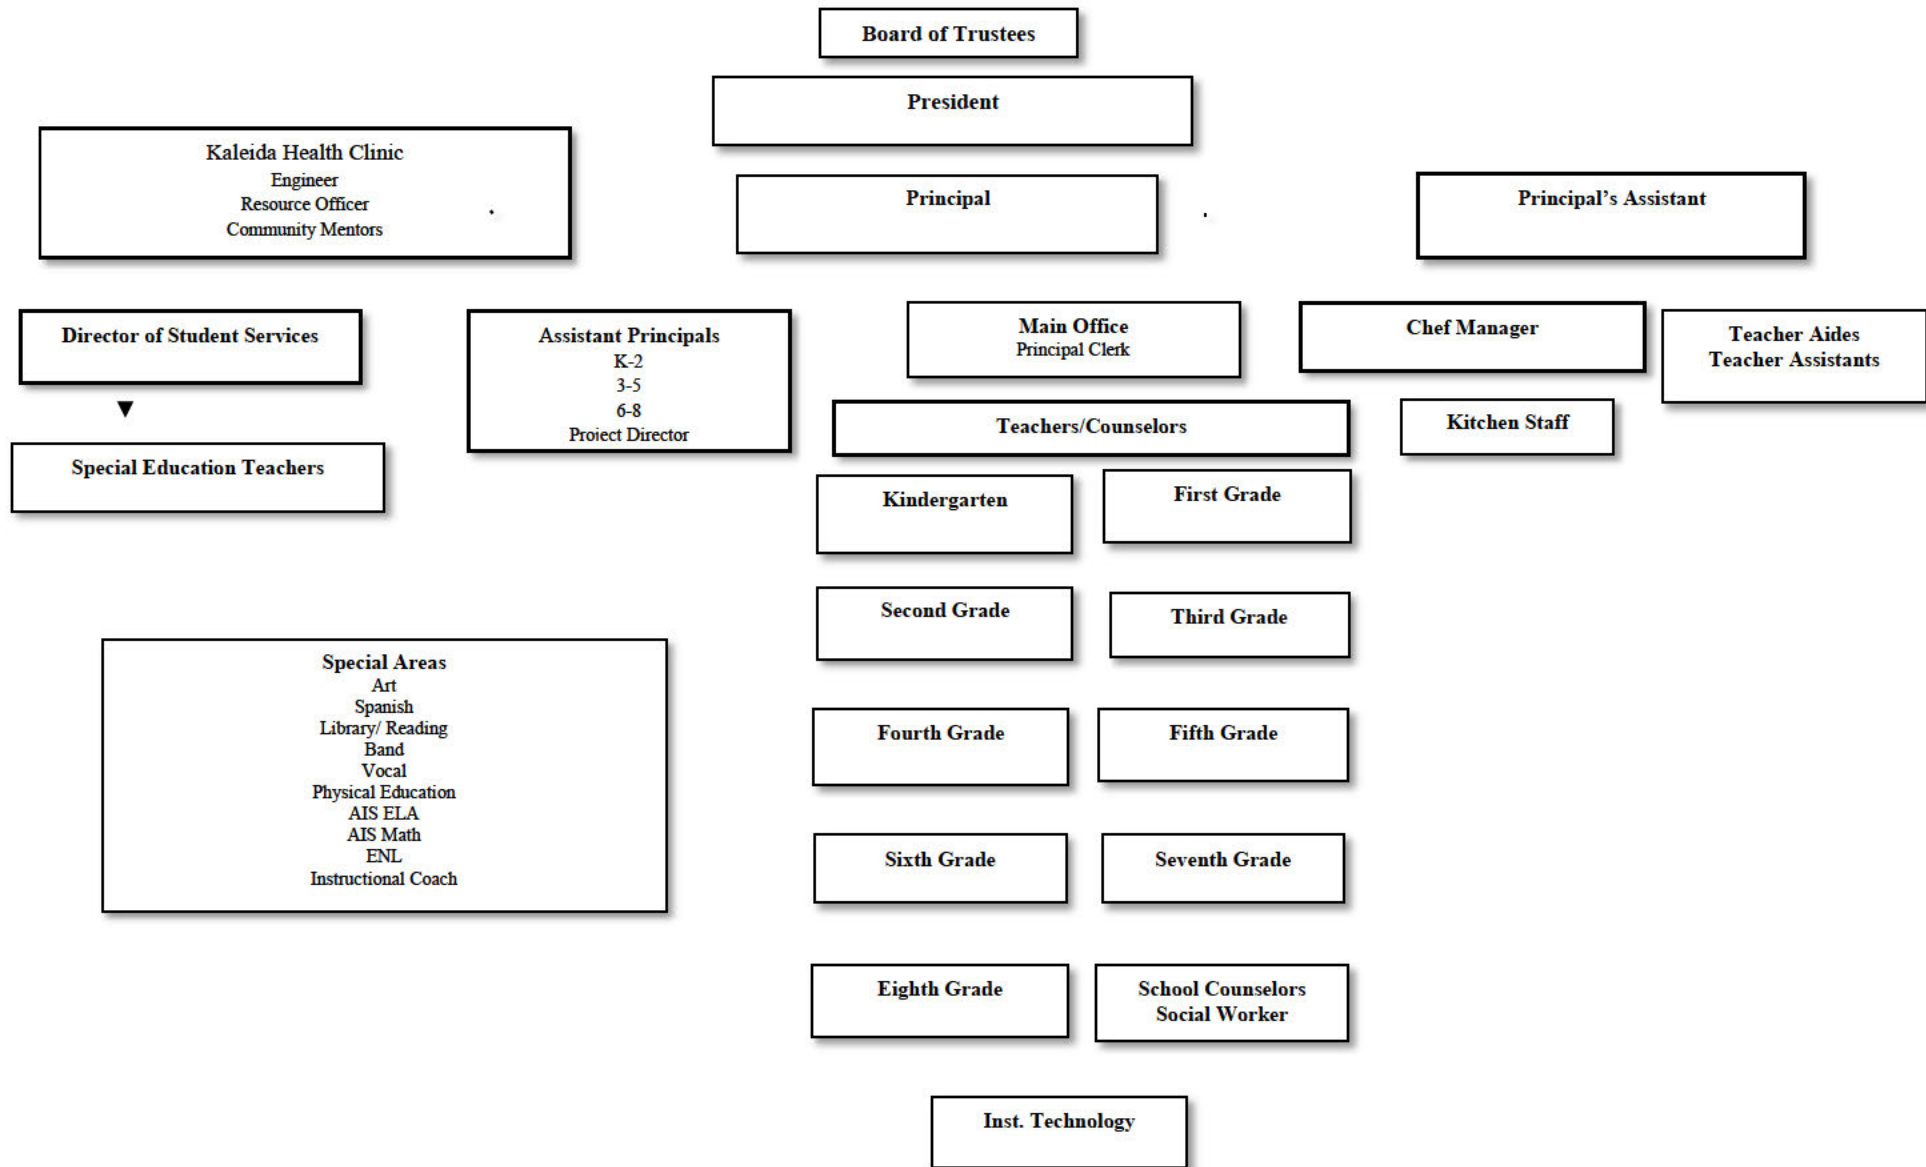 Board of Trustees
President
Kaleida Health Clinic
Engineer
Resource Officer
Community Mentors
Principal
Principal's Assistant
Director of Student Services
Assistant Principals
K-2
3-5
6-8
Project Director
Main Office
Principal Clerk
Chef Manager
Teacher Aides
Teacher Assistants
Teachers/Counselors
Kitchen Staff
Special Education Teachers
Kindergarten
First Grade
Second Grade
Third Grade
Special Areas
Art
Spanish
Library/ Reading
Band
Vocal
Physical Education
AIS ELA
AIS Math
ENL
Instructional Coach
Fourth Grade
Fifth Grade
Sixth Grade
Seventh Grade
Eighth Grade
School Counselors
Social Worker
Inst. Technology